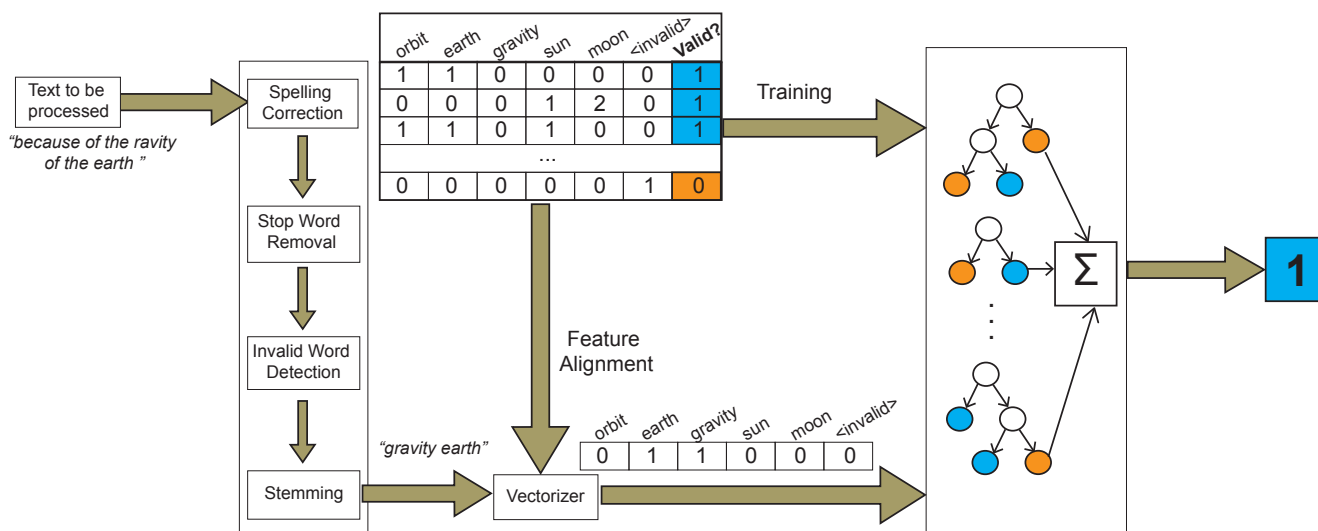 orbit earth gravity sun moon <invalid> Valid?
1 1 0 0 0 0 1
0 0 0 1 2 0 1
1 1 0 1 0 0 1
...
0 0 0 0 0 1 0
Text to be
processed
"because of the ravity
of the earth "
Spelling
Correction
Stop Word
Removal
Invalid Word
Detection
Stemming
"gravity earth"
Vectorizer
Feature
Alignment
orbit earth gravity sun moon <invalid>
0 1 1 0 0 0
Training
Σ
1